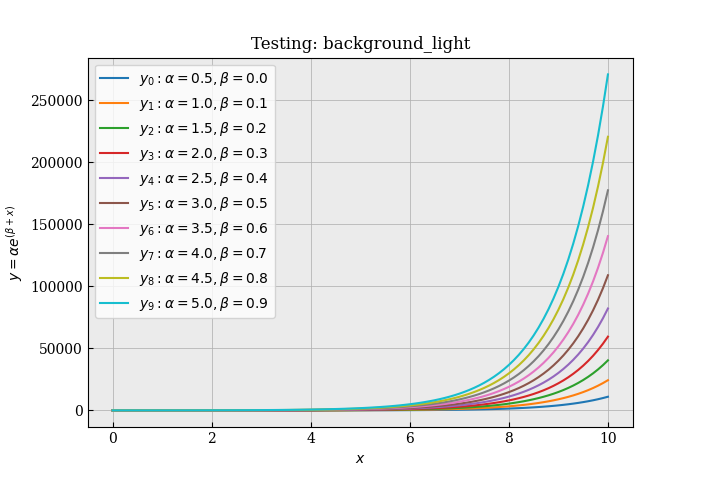 Testing: background_light
y₀ : α = 0.5, β = 0.0
y₁ : α = 1.0, β = 0.1
y₂ : α = 1.5, β = 0.2
y₃ : α = 2.0, β = 0.3
y₄ : α = 2.5, β = 0.4
y₅ : α = 3.0, β = 0.5
y₆ : α = 3.5, β = 0.6
y₇ : α = 4.0, β = 0.7
y₈ : α = 4.5, β = 0.8
y₉ : α = 5.0, β = 0.9
y = αe^(β + x)
250000
200000
150000
100000
50000
0
0 2 4 6 8 10
x